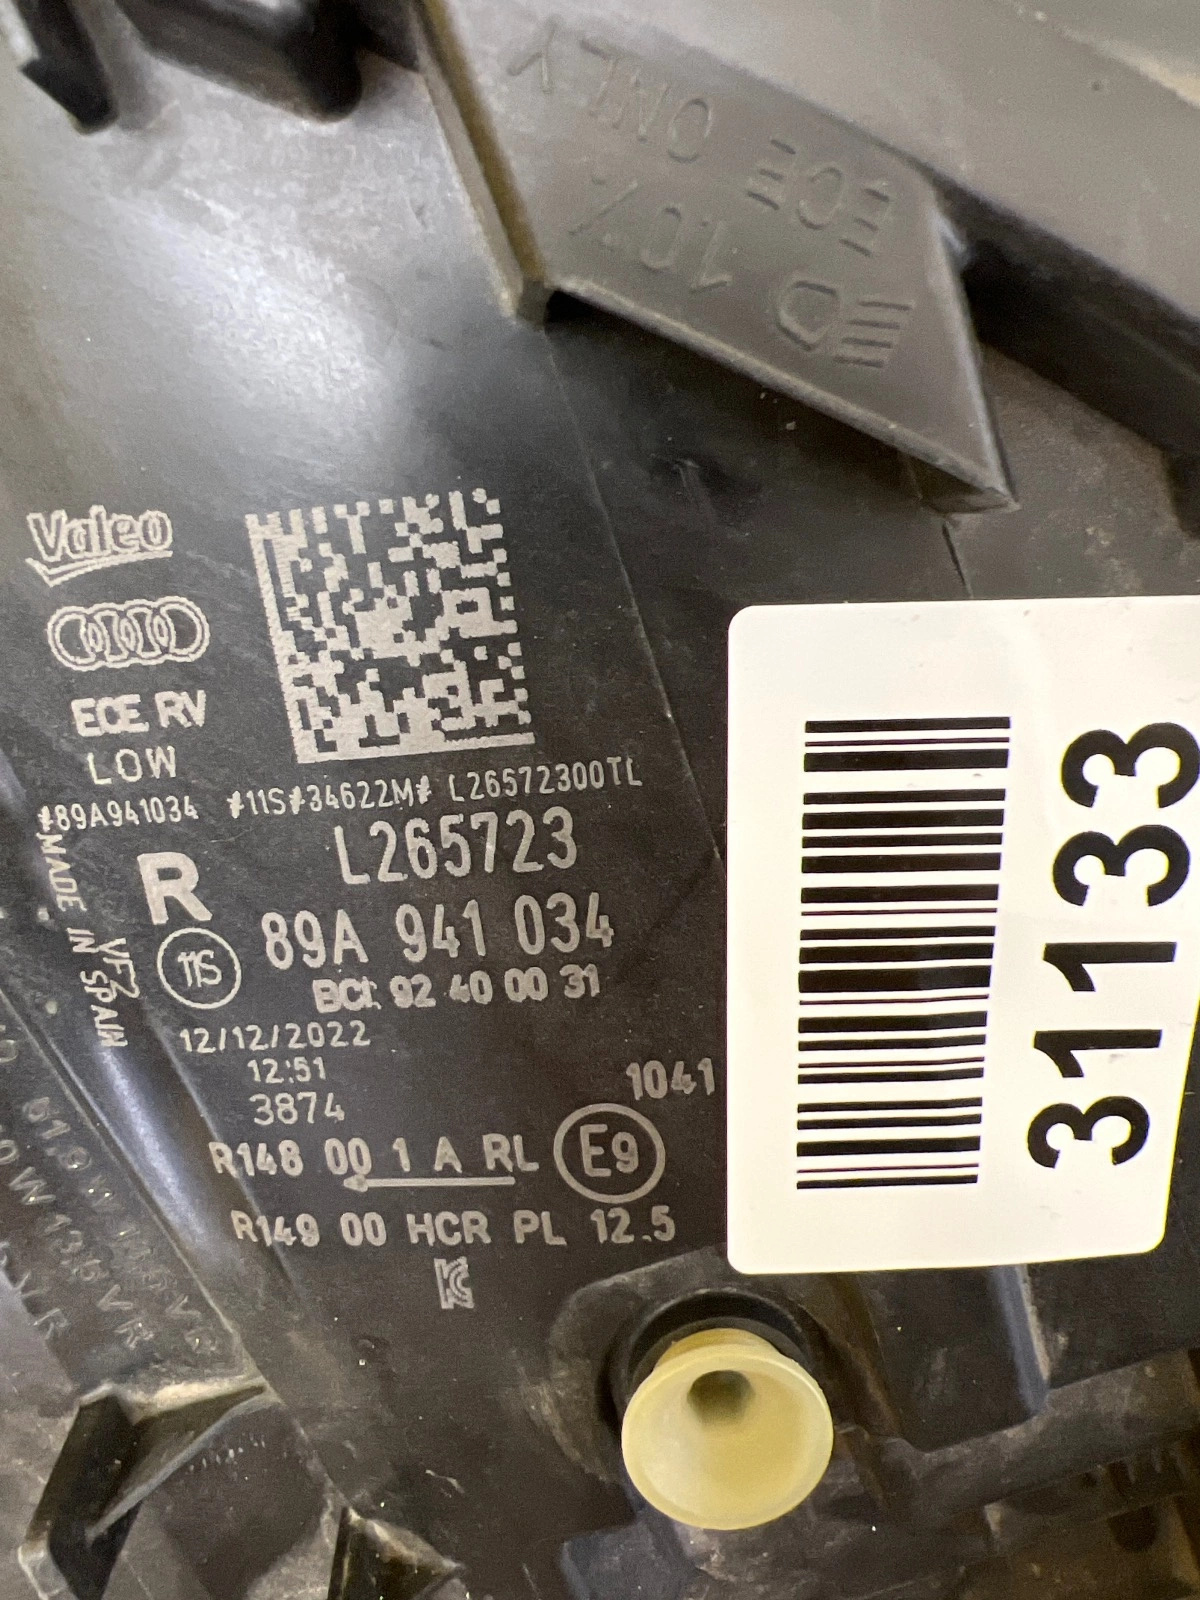 ECE ONLY
10%
Valeo
ECE RV
LOW
#89A941034 #11S#34622M# L26572300TL
MADE IN SPAIN
VF3
R
L265723
11S
89A 941 034
BCI: 92 40 00 31
12/12/2022
12:51
3874
1041
R148 00 1 A RL
E9
R149 00 HCR PL 12.5
31133